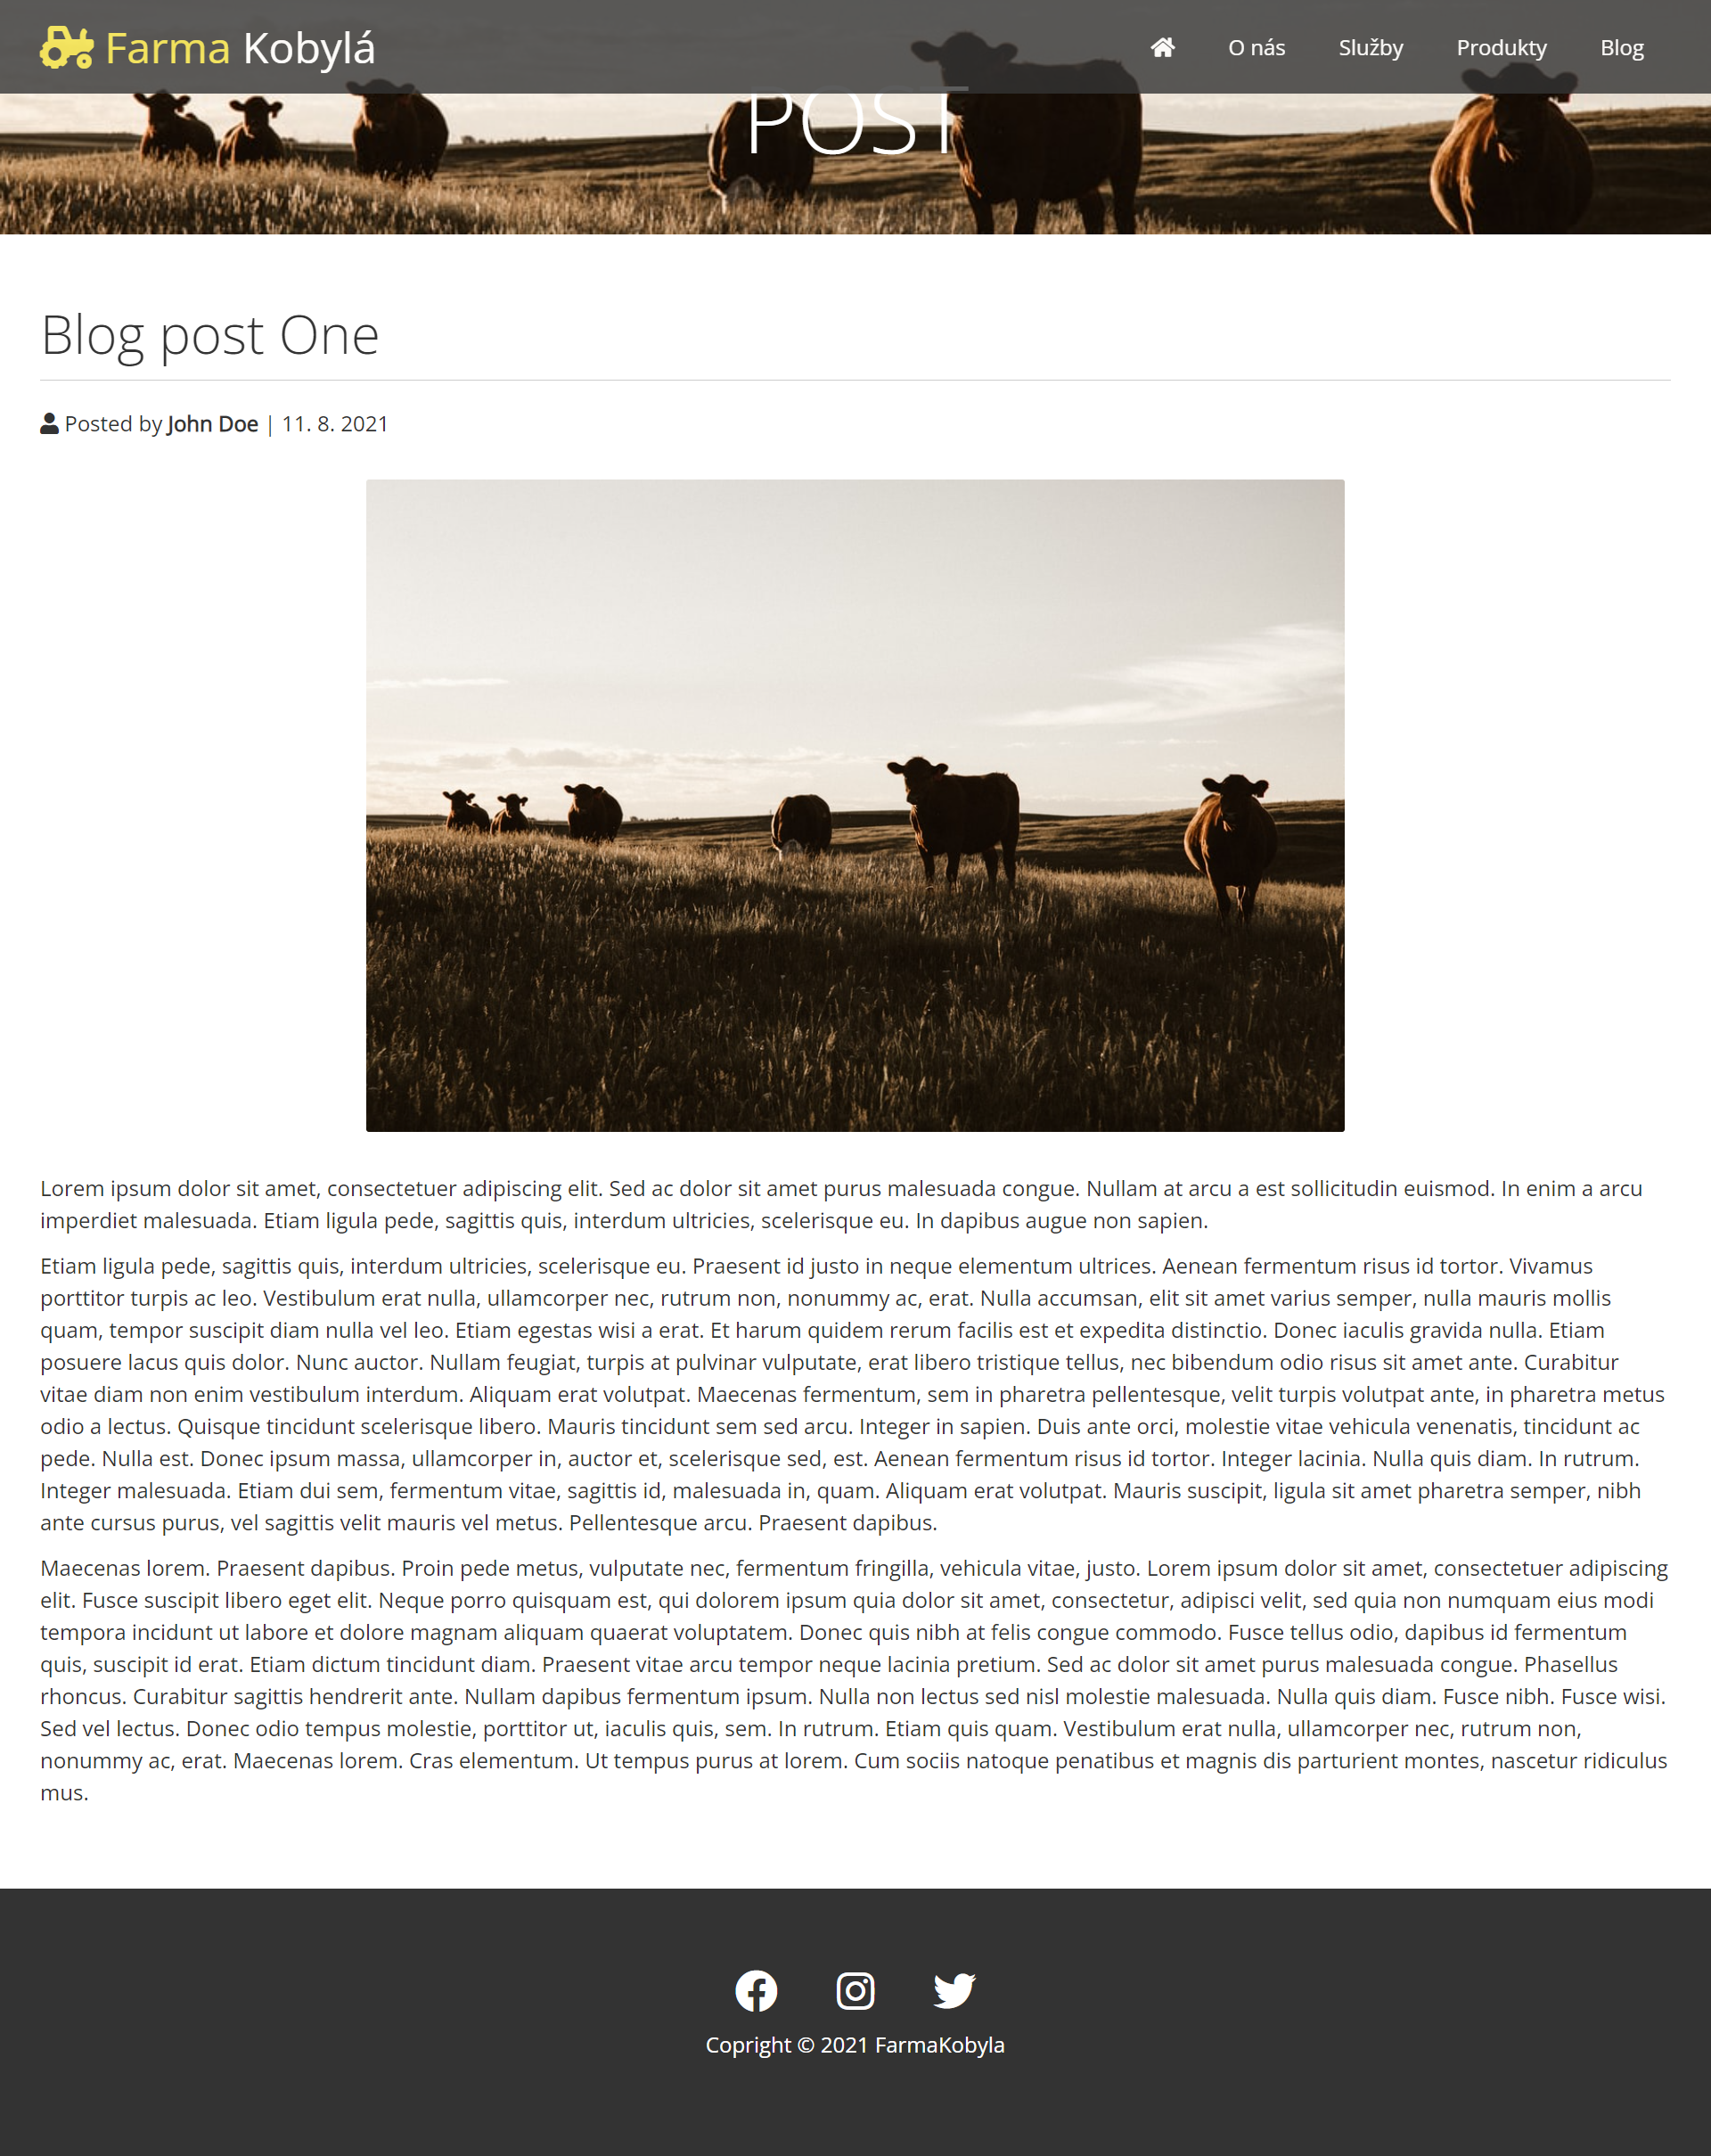 Farma Kobylá
O nás Služby Produkty Blog
POST
Blog post One
Posted by John Doe | 11. 8. 2021
Lorem ipsum dolor sit amet, consectetuer adipiscing elit. Sed ac dolor sit amet purus malesuada congue. Nullam at arcu a est sollicitudin euismod. In enim a arcu
imperdiet malesuada. Etiam ligula pede, sagittis quis, interdum ultricies, scelerisque eu. In dapibus augue non sapien.
Etiam ligula pede, sagittis quis, interdum ultricies, scelerisque eu. Praesent id justo in neque elementum ultrices. Aenean fermentum risus id tortor. Vivamus
porttitor turpis ac leo. Vestibulum erat nulla, ullamcorper nec, rutrum non, nonummy ac, erat. Nulla accumsan, elit sit amet varius semper, nulla mauris mollis
quam, tempor suscipit diam nulla vel leo. Etiam egestas wisi a erat. Et harum quidem rerum facilis est et expedita distinctio. Donec iaculis gravida nulla. Etiam
posuere lacus quis dolor. Nunc auctor. Nullam feugiat, turpis at pulvinar vulputate, erat libero tristique tellus, nec bibendum odio risus sit amet ante. Curabitur
vitae diam non enim vestibulum interdum. Aliquam erat volutpat. Maecenas fermentum, sem in pharetra pellentesque, velit turpis volutpat ante, in pharetra metus
odio a lectus. Quisque tincidunt scelerisque libero. Mauris tincidunt sem sed arcu. Integer in sapien. Duis ante orci, molestie vitae vehicula venenatis, tincidunt ac
pede. Nulla est. Donec ipsum massa, ullamcorper in, auctor et, scelerisque sed, est. Aenean fermentum risus id tortor. Integer lacinia. Nulla quis diam. In rutrum.
Integer malesuada. Etiam dui sem, fermentum vitae, sagittis id, malesuada in, quam. Aliquam erat volutpat. Mauris suscipit, ligula sit amet pharetra semper, nibh
ante cursus purus, vel sagittis velit mauris vel metus. Pellentesque arcu. Praesent dapibus.
Maecenas lorem. Praesent dapibus. Proin pede metus, vulputate nec, fermentum fringilla, vehicula vitae, justo. Lorem ipsum dolor sit amet, consectetuer adipiscing
elit. Fusce suscipit libero eget elit. Neque porro quisquam est, qui dolorem ipsum quia dolor sit amet, consectetur, adipisci velit, sed quia non numquam eius modi
tempora incidunt ut labore et dolore magnam aliquam quaerat voluptatem. Donec quis nibh at felis congue commodo. Fusce tellus odio, dapibus id fermentum
quis, suscipit id erat. Etiam dictum tincidunt diam. Praesent vitae arcu tempor neque lacinia pretium. Sed ac dolor sit amet purus malesuada congue. Phasellus
rhoncus. Curabitur sagittis hendrerit ante. Nullam dapibus fermentum ipsum. Nulla non lectus sed nisl molestie malesuada. Nulla quis diam. Fusce nibh. Fusce wisi.
Sed vel lectus. Donec odio tempus molestie, porttitor ut, iaculis quis, sem. In rutrum. Etiam quis quam. Vestibulum erat nulla, ullamcorper nec, rutrum non,
nonummy ac, erat. Maecenas lorem. Cras elementum. Ut tempus purus at lorem. Cum sociis natoque penatibus et magnis dis parturient montes, nascetur ridiculus
mus.
Copright © 2021 FarmaKobyla